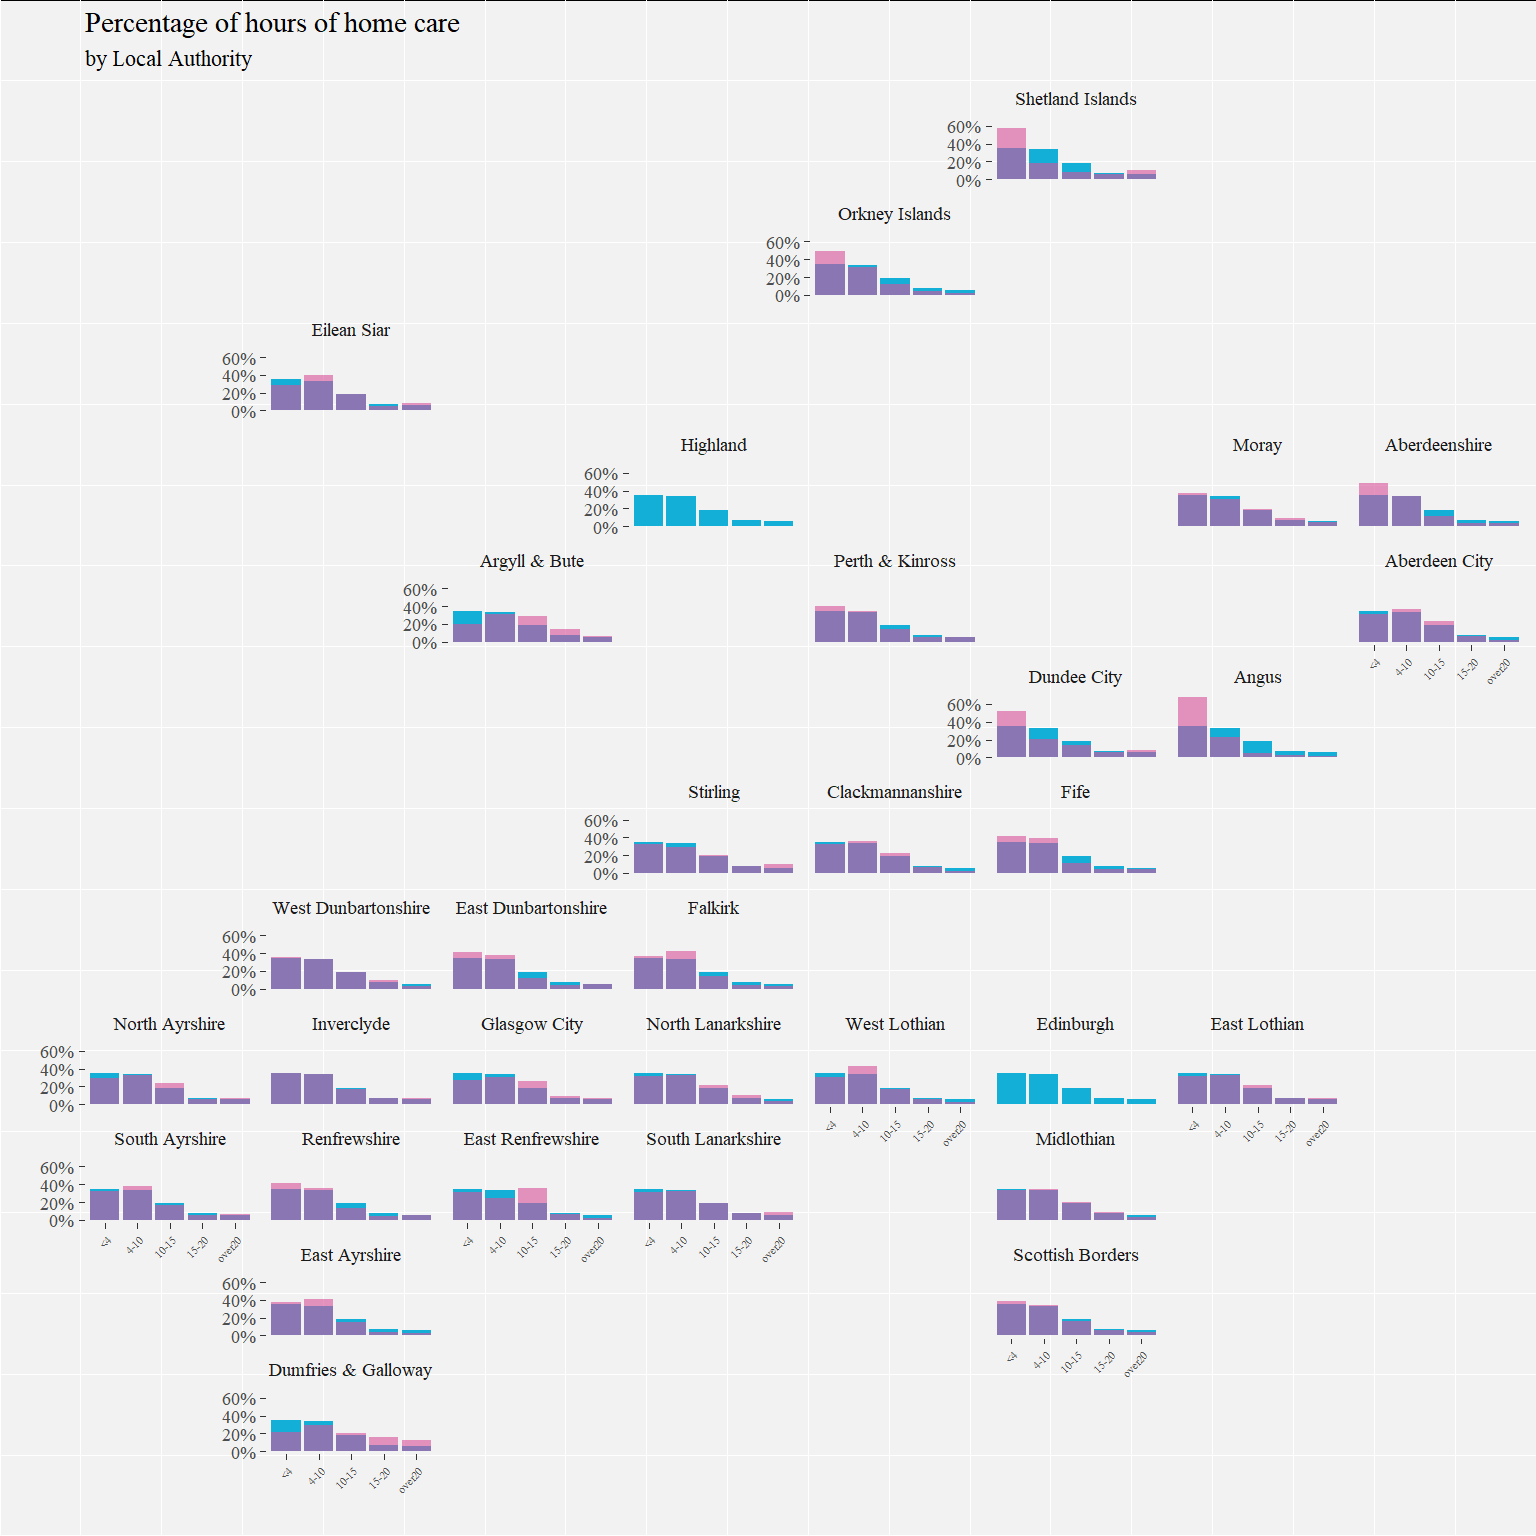 Percentage of hours of home care
by Local Authority
Shetland Islands
60%
40%
20%
0%
Orkney Islands
60%
40%
20%
0%
Eilean Siar
60%
40%
20%
0%
Highland Moray Aberdeenshire
60%
40%
20%
0%
Argyll & Bute Perth & Kinross Aberdeen City
60%
40%
20%
0%
<4 4-10 10-15 15-20 over20
Dundee City Angus
60%
40%
20%
0%
Stirling Clackmannanshire Fife
60%
40%
20%
0%
West Dunbartonshire East Dunbartonshire Falkirk
60%
40%
20%
0%
North Ayrshire Inverclyde Glasgow City North Lanarkshire West Lothian Edinburgh East Lothian
60%
40%
20%
0%
<4 4-10 10-15 15-20 over20 <4 4-10 10-15 15-20 over20
South Ayrshire Renfrewshire East Renfrewshire South Lanarkshire Midlothian
60%
40%
20%
0%
<4 4-10 10-15 15-20 over20 <4 4-10 10-15 15-20 over20 <4 4-10 10-15 15-20 over20
East Ayrshire Scottish Borders
60%
40%
20%
0%
<4 4-10 10-15 15-20 over20
Dumfries & Galloway
60%
40%
20%
0%
<4 4-10 10-15 15-20 over20